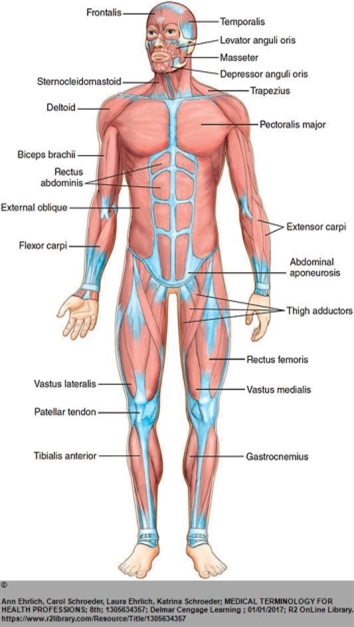 Frontalis
Temporalis
Levator anguli oris
Masseter
Depressor anguli oris
Sternocleidomastoid
Trapezius
Deltoid
Pectoralis major
Biceps brachii
Rectus
abdominis
External oblique
Extensor carpi
Flexor carpi
Abdominal
aponeurosis
Thigh adductors
Rectus femoris
Vastus lateralis
Vastus medialis
Patellar tendon
Tibialis anterior
Gastrocnemius
©
Ann Ehrlich, Carol Schroeder, Laura Ehrlich, Katrina Schroeder; MEDICAL TERMINOLOGY FOR
HEALTH PROFESSIONS; 8th; 1305634357; Delmar Cengage Learning ; 01/01/2017; R2 OnLine Library.
https://www.r2library.com/Resource/Title/1305634357